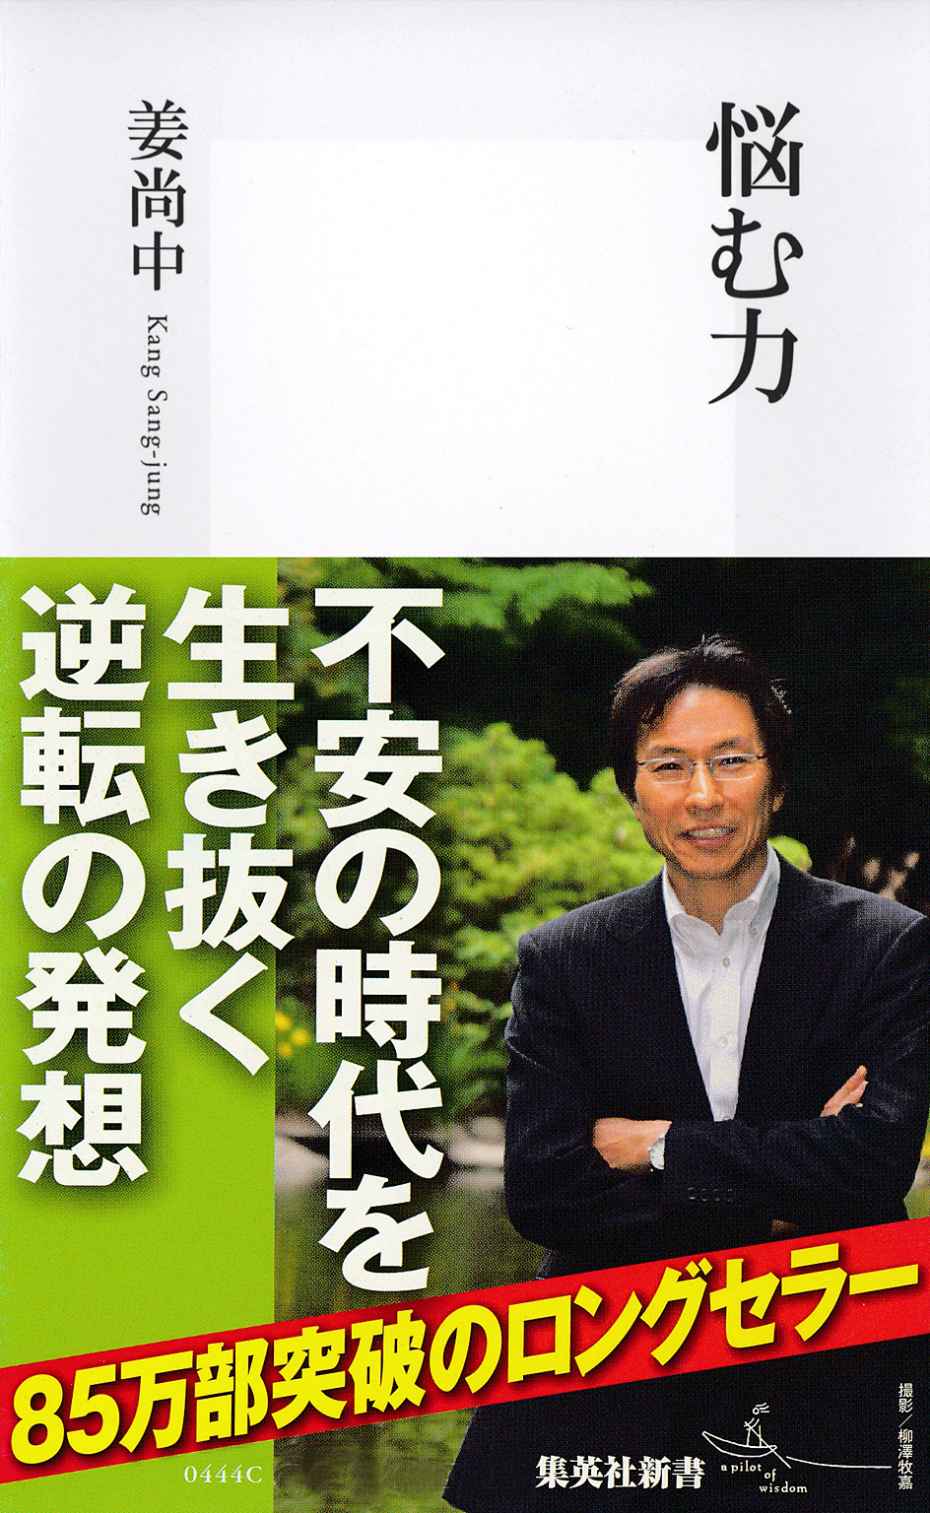 悩む力
姜尚中
Kang Sang-jung
不安の時代を
生き抜く
逆転の発想
85万部突破のロングセラー
撮影／柳澤牧嘉
集英社新書
a pilot
of
wisdom
0444C